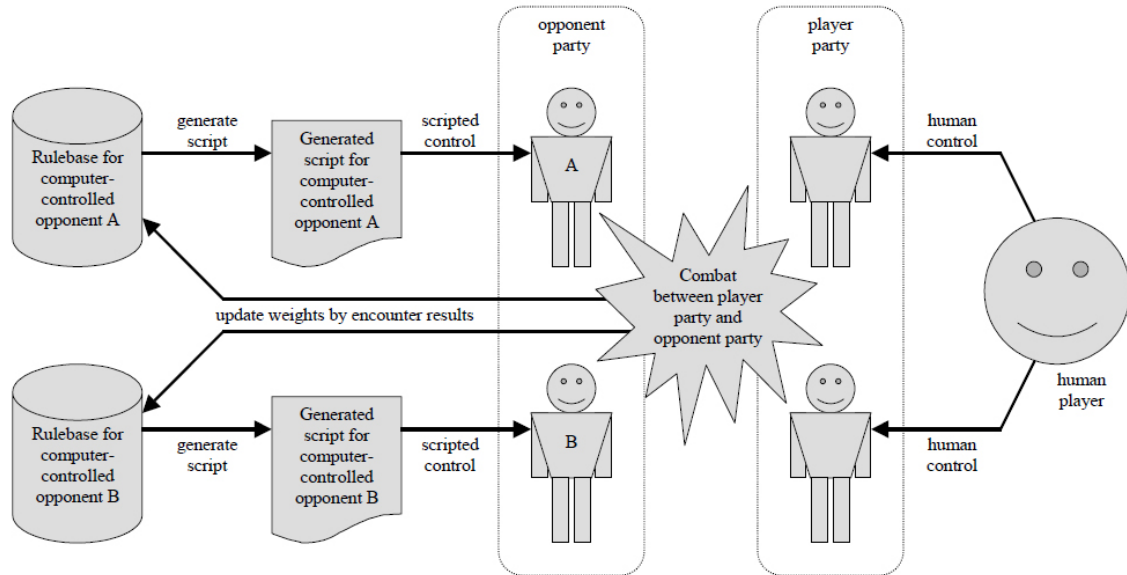 opponent
party
player
party
generate
script
scripted
control
human
control
Rulebase for
computer-
controlled
opponent A
Generated
script for
computer-
controlled
opponent A
A
Combat
between player
party and
opponent party
update weights by encounter results
human
player
Rulebase for
computer-
controlled
opponent B
generate
script
Generated
script for
computer-
controlled
opponent B
scripted
control
B
human
control